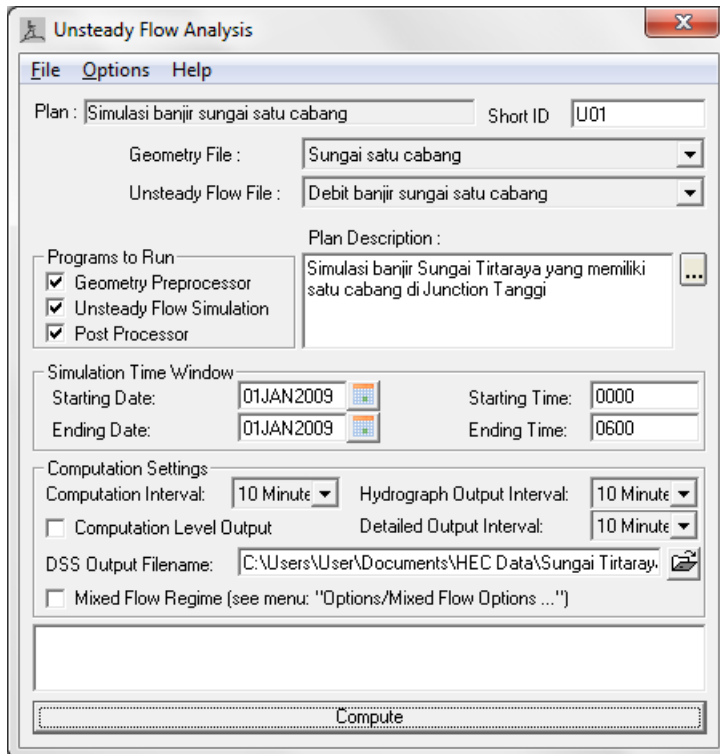 Unsteady Flow Analysis
File Options Help
Plan : Simulasi banjir sungai satu cabang Short ID U01
Geometry File : Sungai satu cabang
Unsteady Flow File : Debit banjir sungai satu cabang
Plan Description :
Programs to Run
Geometry Preprocessor
Unsteady Flow Simulation
Post Processor
Simulasi banjir Sungai Tirtaraya yang memiliki
satu cabang di Junction Tanggi
...
Simulation Time Window
Starting Date: 01JAN2009 Starting Time: 0000
Ending Date: 01JAN2009 Ending Time: 0600
Computation Settings
Computation Interval: 10 Minute Hydrograph Output Interval: 10 Minute
Computation Level Output Detailed Output Interval: 10 Minute
DSS Output Filename: C:\Users\User\Documents\HEC Data\Sungai Tirtaray
Mixed Flow Regime (see menu: "Options/Mixed Flow Options ...")
Compute